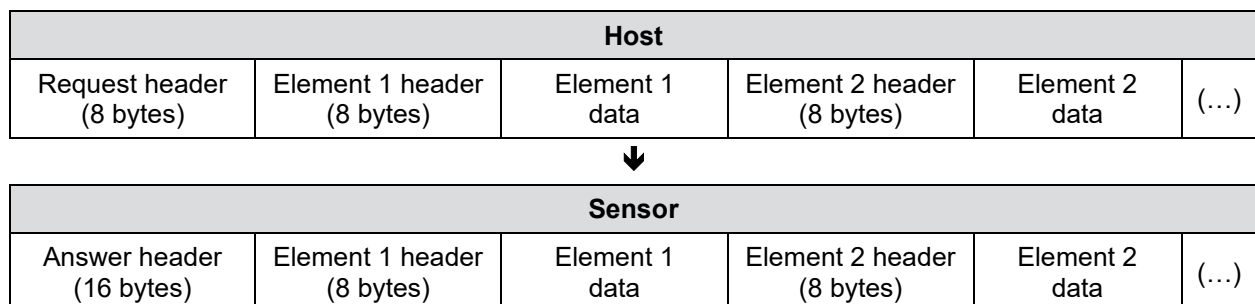 Host
Request header Element 1 header Element 1 Element 2 header Element 2 (…)
(8 bytes) (8 bytes) data (8 bytes) data
Sensor
Answer header Element 1 header Element 1 Element 2 header Element 2 (…)
(16 bytes) (8 bytes) data (8 bytes) data